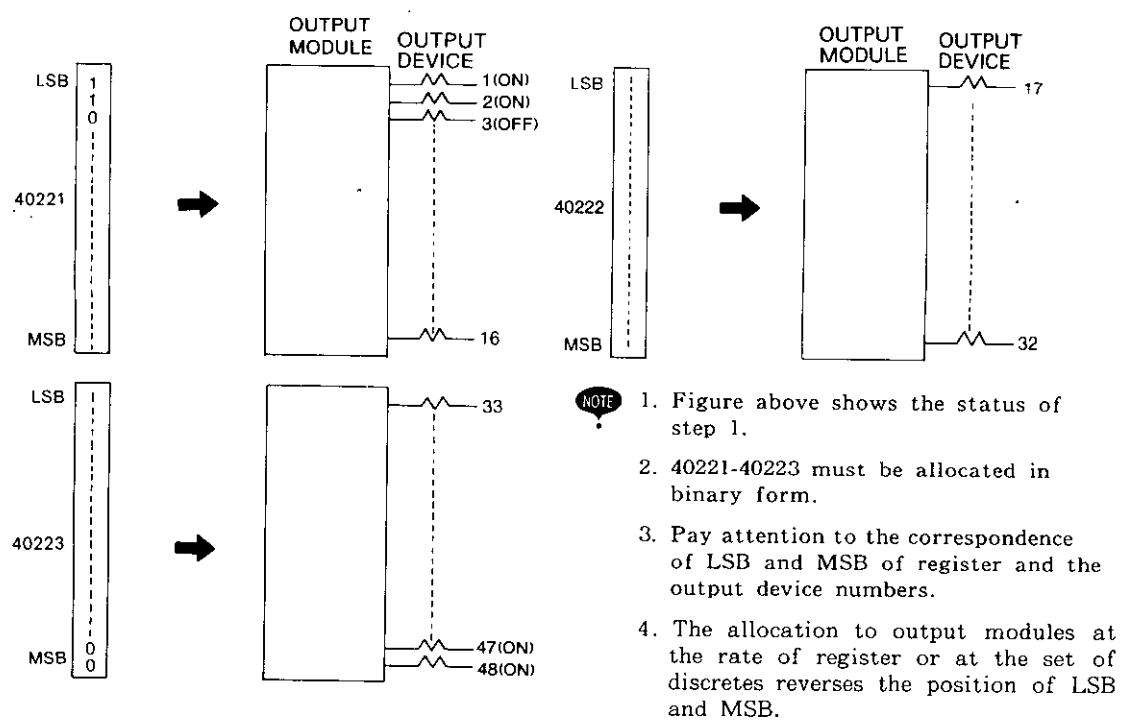 OUTPUT
MODULE
OUTPUT
DEVICE
LSB
1
1
0
40221
MSB
1(ON)
2(ON)
3(OFF)
16
OUTPUT
MODULE
OUTPUT
DEVICE
LSB
40222
MSB
17
32
LSB
40223
0
MSB 0
33
47(ON)
48(ON)
NOTE 1. Figure above shows the status of
step 1.
2. 40221-40223 must be allocated in
binary form.
3. Pay attention to the correspondence
of LSB and MSB of register and the
output device numbers.
4. The allocation to output modules at
the rate of register or at the set of
discretes reverses the position of LSB
and MSB.